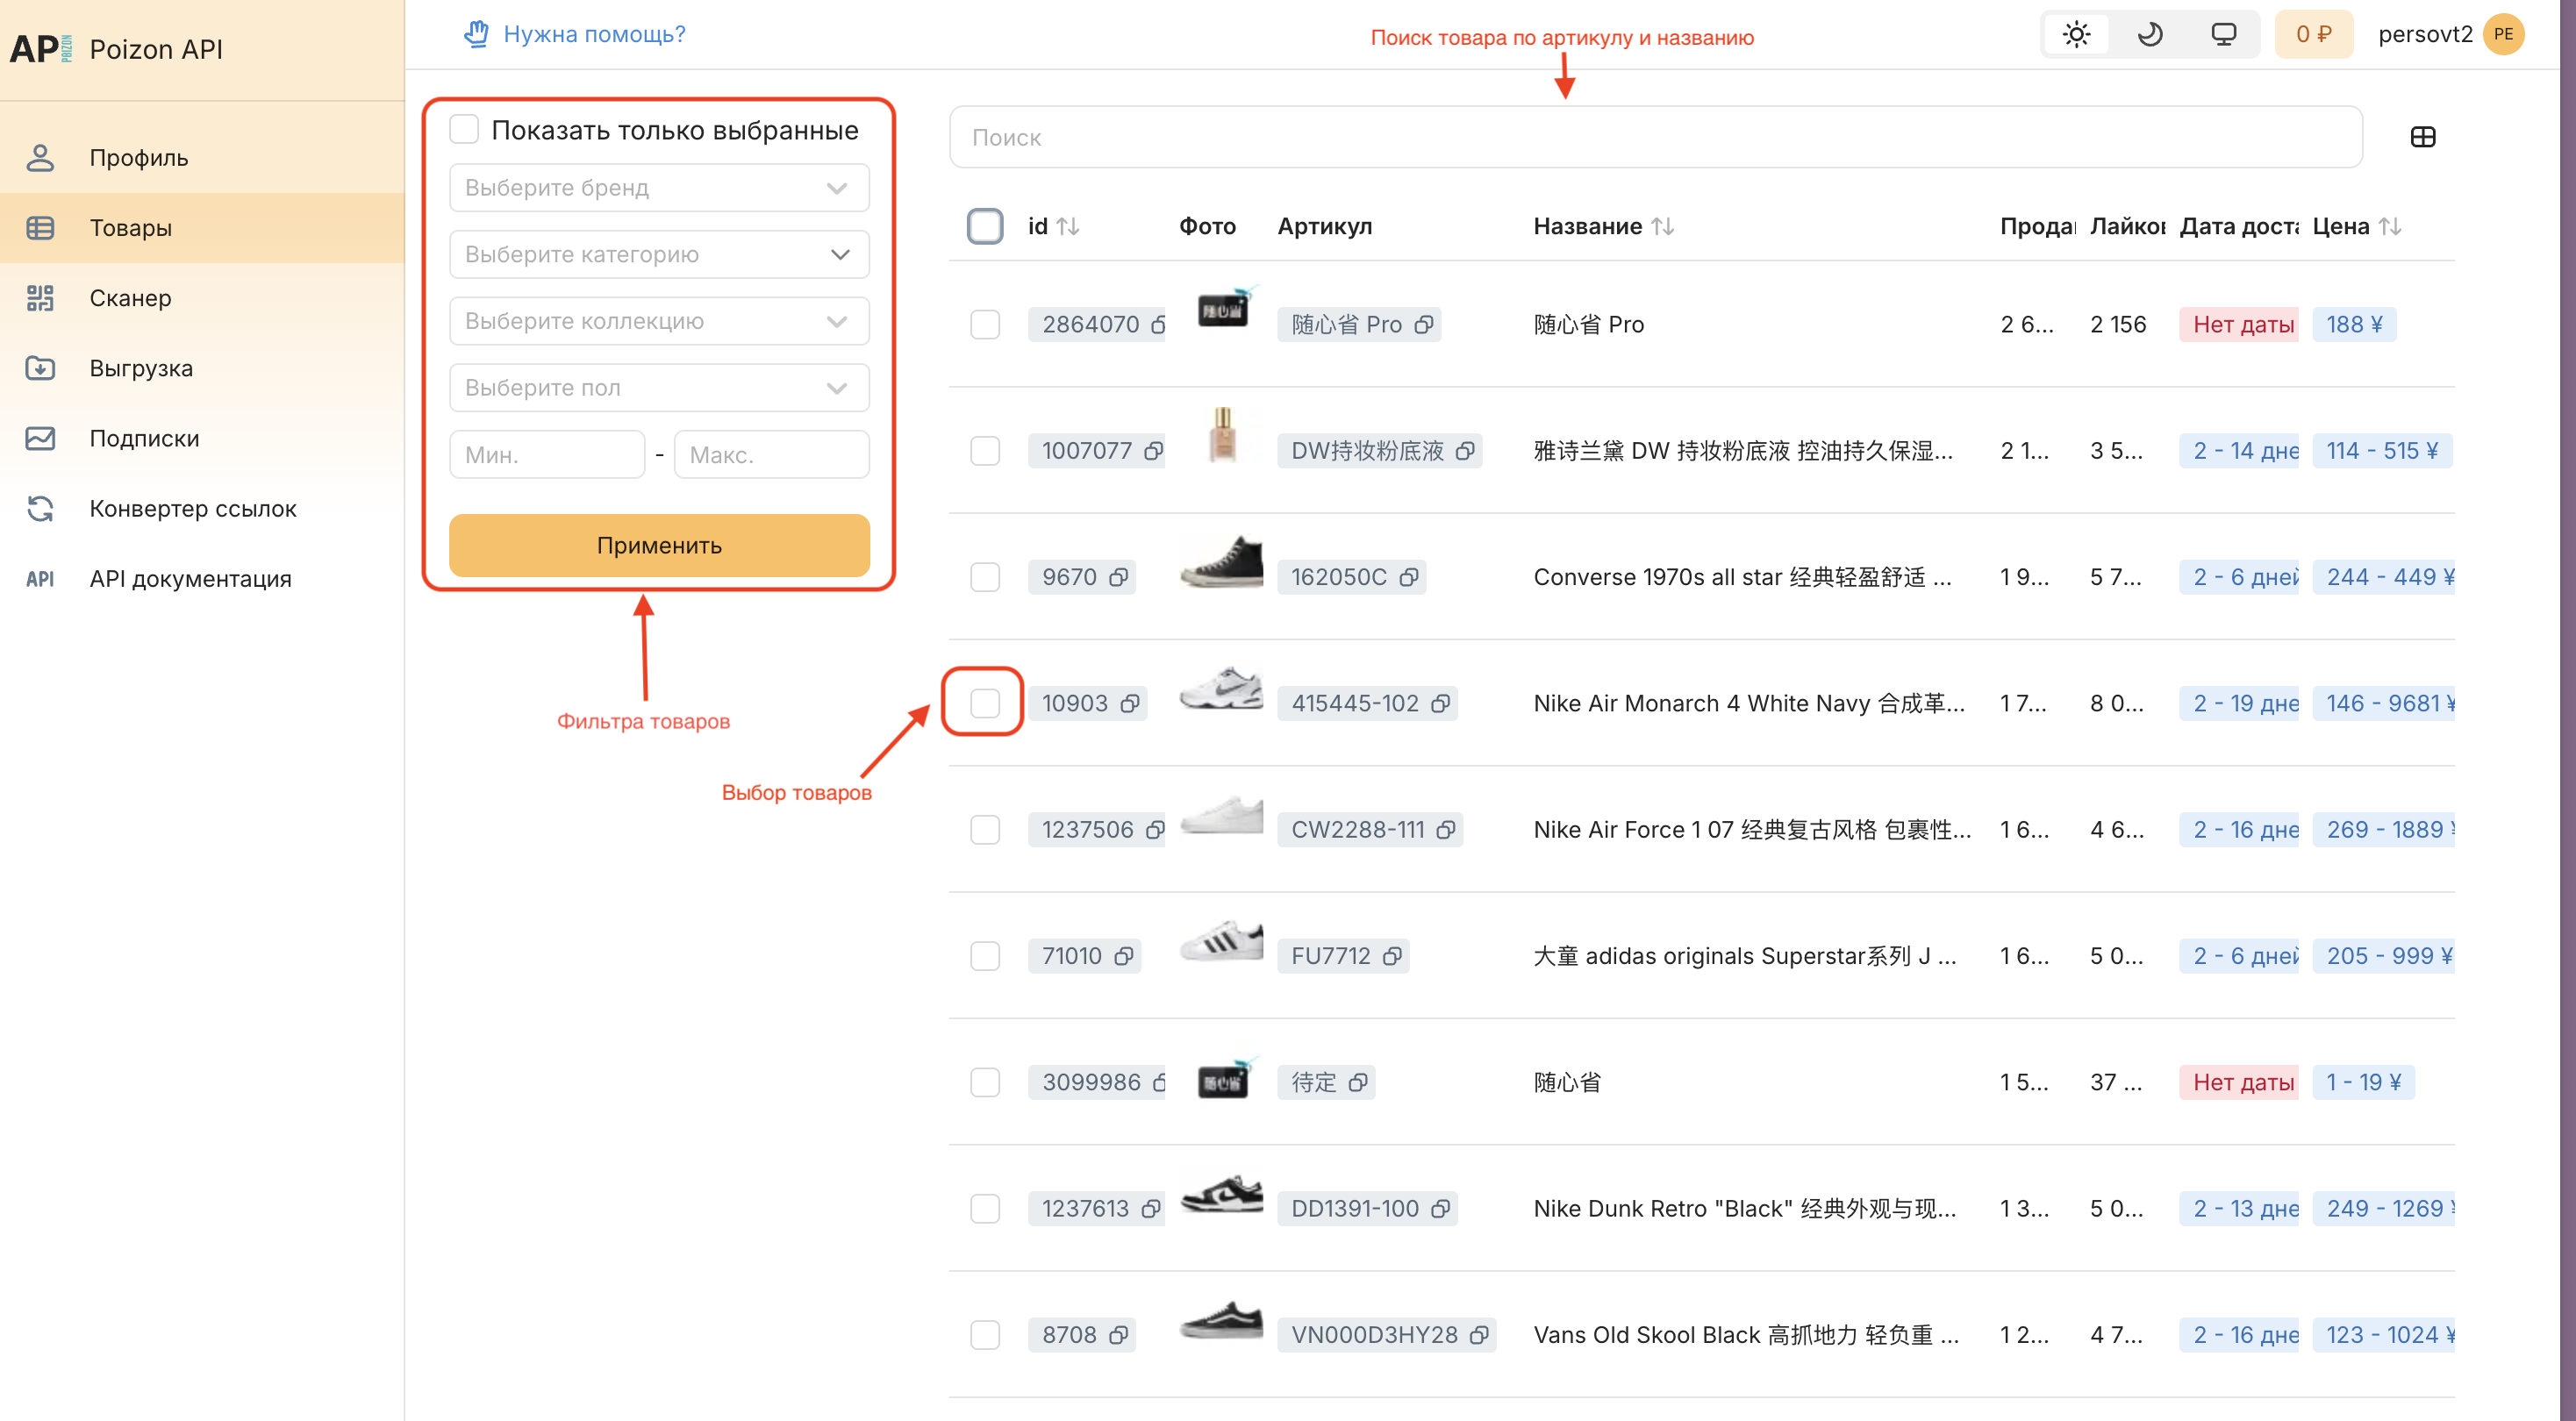 API POIZON Poizon API
Нужна помощь?
Поиск товара по артикулу и названию
0 ₽
persovt2
PE
Профиль
Товары
Сканер
Выгрузка
Подписки
Конвертер ссылок
API API документация
Показать только выбранные
Выберите бренд
Выберите категорию
Выберите коллекцию
Выберите пол
Мин. - Макс.
Применить
Фильтра товаров
Выбор товаров
Поиск
id Фото Артикул Название Прода Лайков Дата доста Цена
2864070 随心省 Pro 随心省 Pro 2 6... 2 156 Нет даты 188 ¥
1007077 DW持妆粉底液 雅诗兰黛 DW 持妆粉底液 控油持久保湿... 2 1... 3 5... 2 - 14 дне 114 - 515 ¥
9670 162050C Converse 1970s all star 经典轻盈舒适 ... 1 9... 5 7... 2 - 6 дней 244 - 449 ¥
10903 415445-102 Nike Air Monarch 4 White Navy 合成革... 1 7... 8 0... 2 - 19 дне 146 - 9681 ¥
1237506 CW2288-111 Nike Air Force 1 07 经典复古风格 包裹性... 1 6... 4 6... 2 - 16 дне 269 - 1889 ¥
71010 FU7712 大童 adidas originals Superstar系列 J ... 1 6... 5 0... 2 - 6 дней 205 - 999 ¥
3099986 待定 随心省 1 5... 37 ... Нет даты 1 - 19 ¥
1237613 DD1391-100 Nike Dunk Retro "Black" 经典外观与现... 1 3... 5 0... 2 - 13 дне 249 - 1269 ¥
8708 VN000D3HY28 Vans Old Skool Black 高抓地力 轻负重 ... 1 2... 4 7... 2 - 16 дне 123 - 1024 ¥